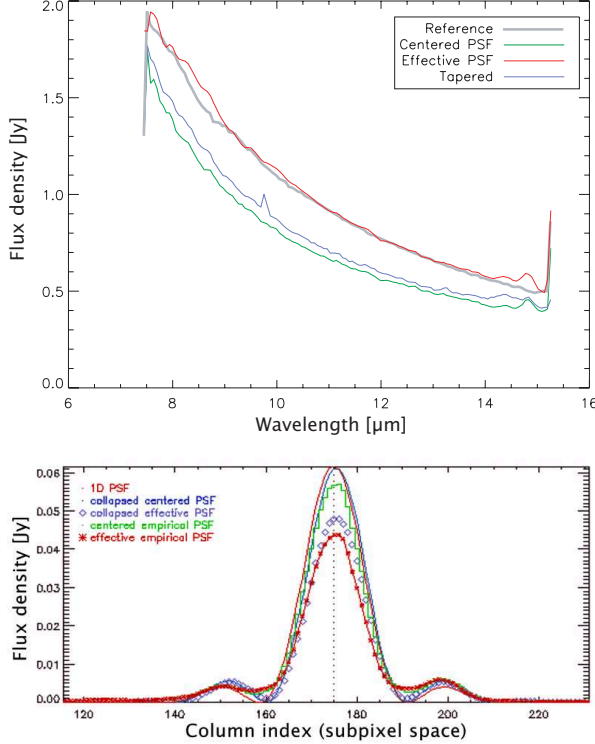 2.0
1.5
1.0
0.5
0.0
Flux density [Jy]
Reference
Centered PSF
Effective PSF
Tapered
6 8 10 12 14 16
Wavelength [µm]
0.06
0.05
0.04
0.03
0.02
0.01
0.00
Flux density [Jy]
1D PSF
collapsed centered PSF
collapsed effective PSF
centered empirical PSF
effective empirical PSF
120 140 160 180 200 220
Column index (subpixel space)